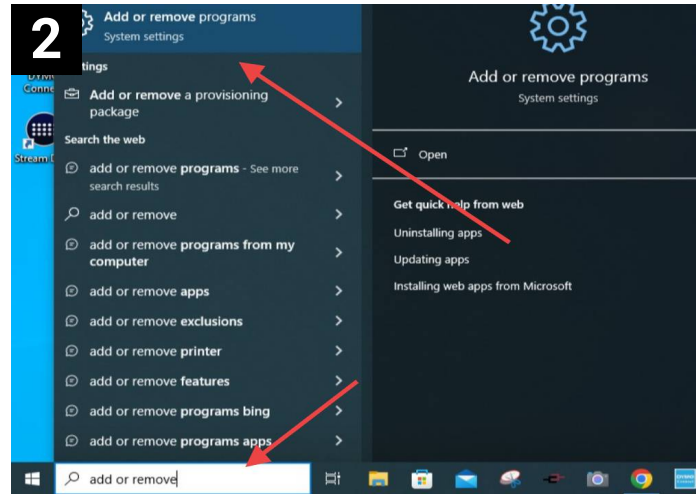 2
Add or remove programs
System settings
tings
Add or remove a provisioning
package
Search the web
add or remove programs - See more
search results
add or remove
add or remove programs from my
computer
add or remove apps
add or remove exclusions
add or remove printer
add or remove features
add or remove programs bing
add or remove programs apps
add or remove
Add or remove programs
System settings
Open
Get quick help from web
Uninstalling apps
Updating apps
Installing web apps from Microsoft
Conne
Stream